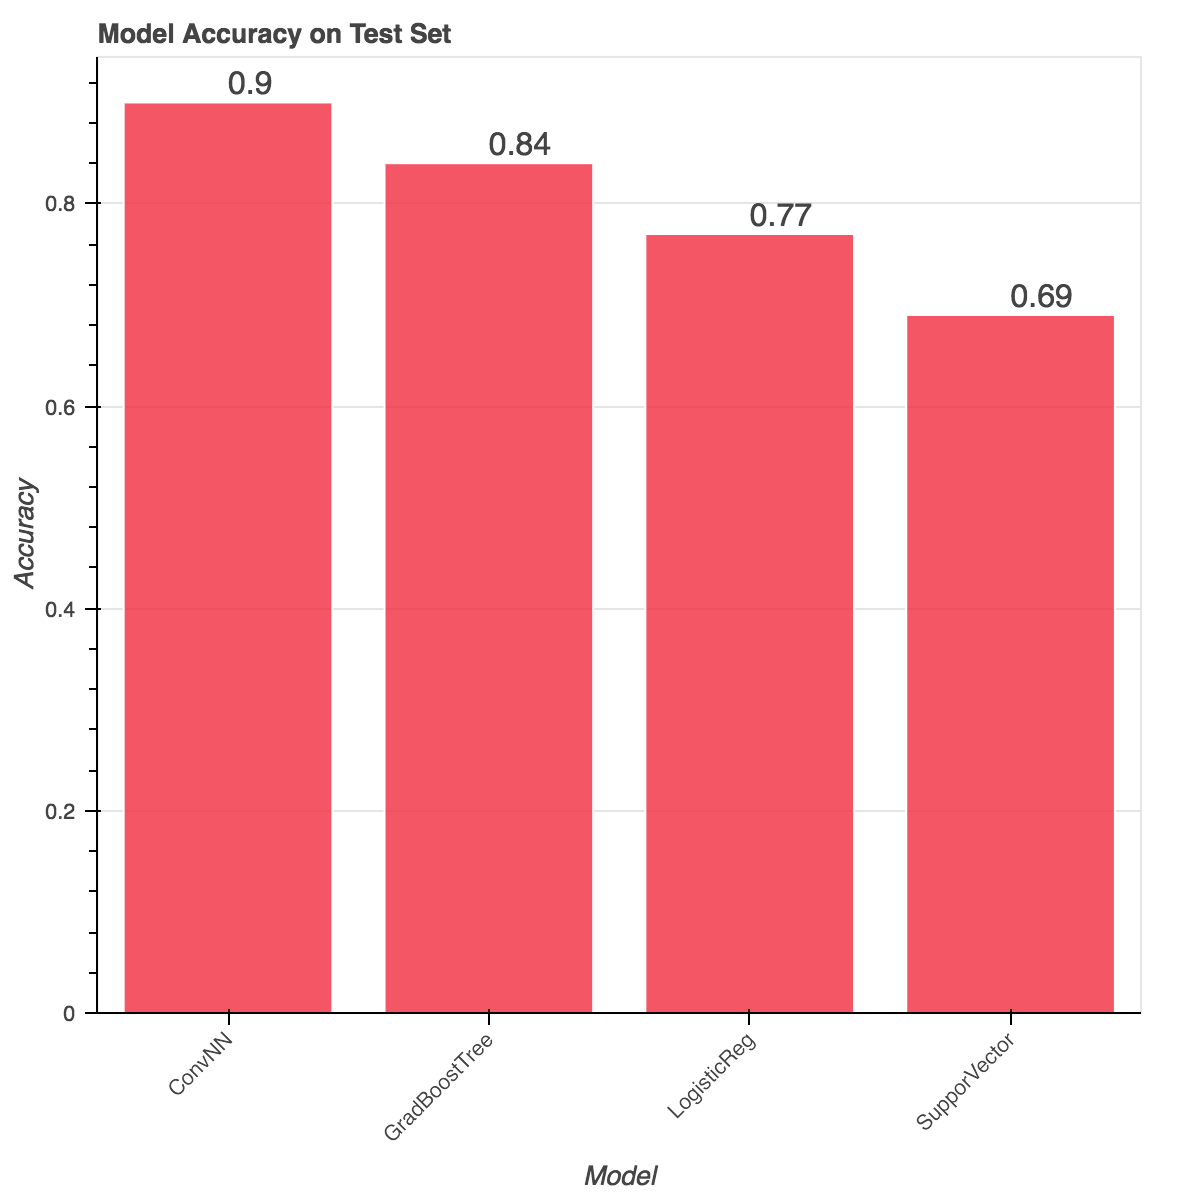 Model Accuracy on Test Set
0.9
0.84
0.77
0.69
Accuracy
0.8
0.6
0.4
0.2
0
ConvNN
GradBoostTree
LogisticReg
SupporVector
Model